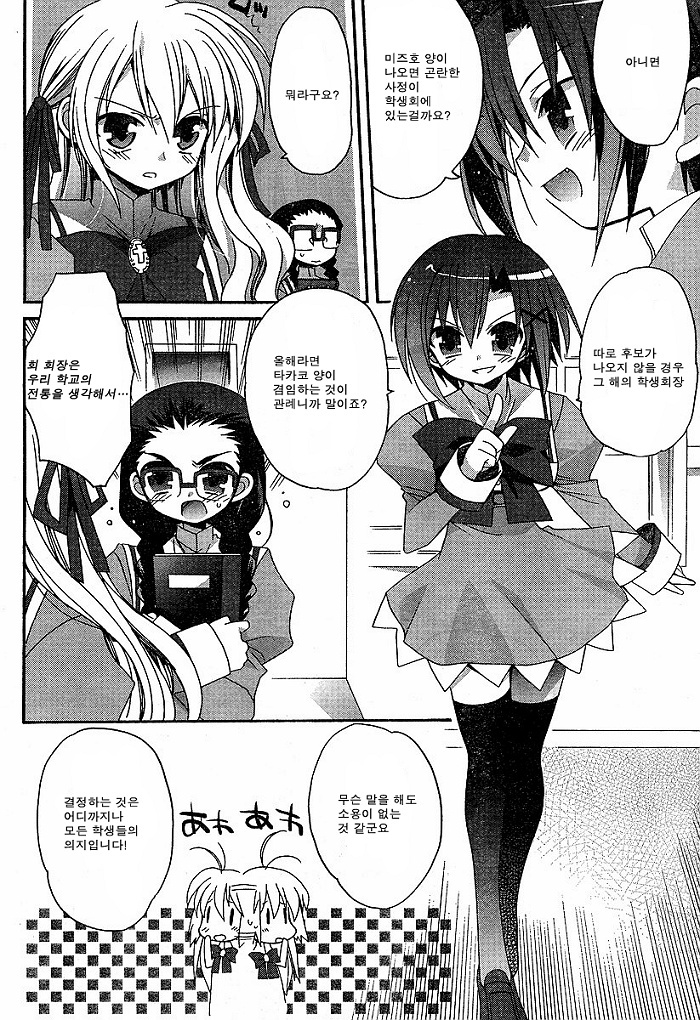 아니면
미즈호 양이
나오면 곤란한
사정이
학생회에
있는걸까요?
뭐라구요?
따로 후보가
나오지 않을 경우
그 해의 학생회장
올해라면
타카코 양이
겸임하는 것이
관례니까 말이죠?
희 회장은
우리 학교의
전통을 생각해서…
무슨 말을 해도
소용이 없는
것 같군요
あわ あわ
결정하는 것은
어디까지나
모든 학생들의
의지입니다!